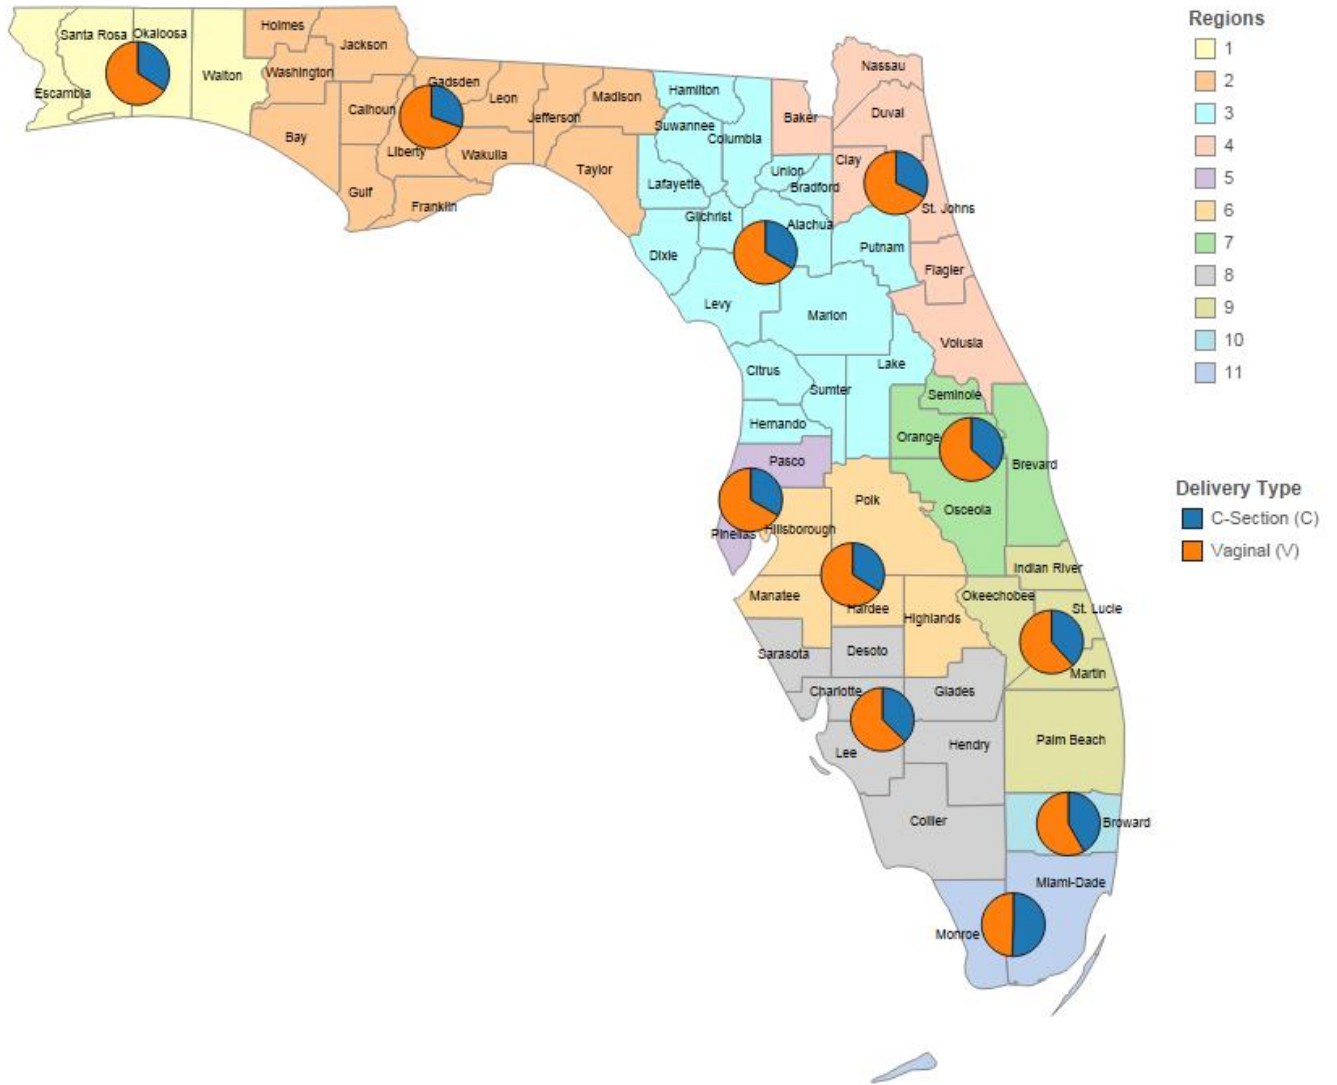 Regions
1
2
3
4
5
6
7
8
9
10
11
Delivery Type
C-Section (C)
Vaginal (V)
Holmes
Santa Rosa
Okaloosa
Jackson
Walton
Washington
Escambia
Gadsden
Leon
Madison
Calhoun
Jefferson
Bay
Liberty
Wakulla
Taylor
Gulf
Franklin
Hamilton
Suwannee
Columbia
Baker
Nassau
Duval
Union
Clay
Bradford
Lafayette
Gilchrist
Alachua
St. Johns
Putnam
Dixie
Flagler
Levy
Marion
Volusia
Citrus
Lake
Sumter
Seminole
Hernando
Orange
Pasco
Brevard
Polk
Osceola
Pinellas
Hillsborough
Indian River
Manatee
Hardee
Okeechobee
St. Lucie
Highlands
Sarasota
Desoto
Martin
Charlotte
Glades
Lee
Hendry
Palm Beach
Collier
Broward
Miami-Dade
Monroe